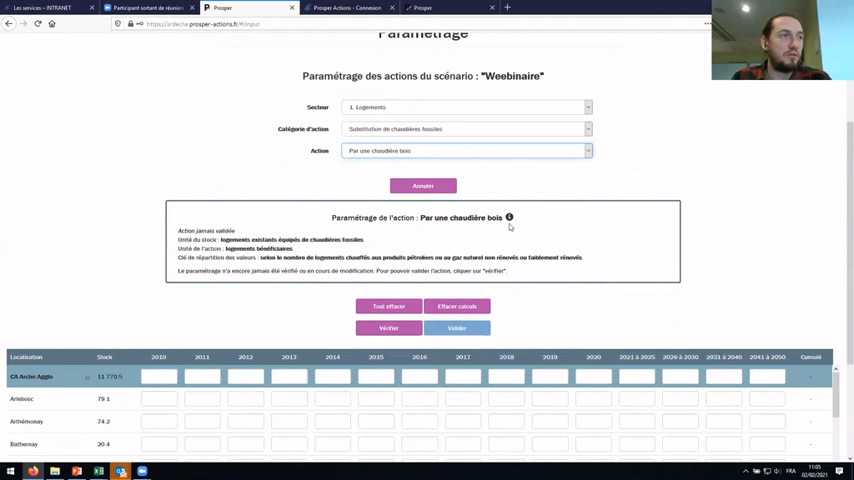 Les services – INTRANET
Participant sortant de réunion
Prosper
Prosper Actions - Connexion
Prosper
https://ardeche.prosper-actions.fr/#/input
Paramétrage
Paramétrage des actions du scénario : "Weebinaire"
Secteur
1. Logements
Catégorie d'action
Substitution de chaudières fossiles
Action
Par une chaudière bois
Annuler
Paramétrage de l'action : Par une chaudière bois
Action jamais validée
Unité du stock : logements existants équipés de chaudières fossiles
Unité de l'action : logements bénéficiaires
Clé de répartition des valeurs : selon le nombre de logements chauffés aux produits pétroliers ou au gaz naturel non rénovés ou faiblement rénovés
Le paramétrage n'a encore jamais été vérifié ou en cours de modification. Pour pouvoir valider l'action, cliquer sur "vérifier".
Tout effacer
Effacer calculs
Vérifier
Valider
Localisation Stock 2010 2011 2012 2013 2014 2015 2016 2017 2018 2019 2020 2021 à 2025 2026 à 2030 2031 à 2040 2041 à 2050 Cumulé
CA Arche Agglo 11 770.5 -
Arlebosc 79.1 -
Arthémonay 74.2 -
Bathernay 20.4 -
FRA
11:05
02/02/2021